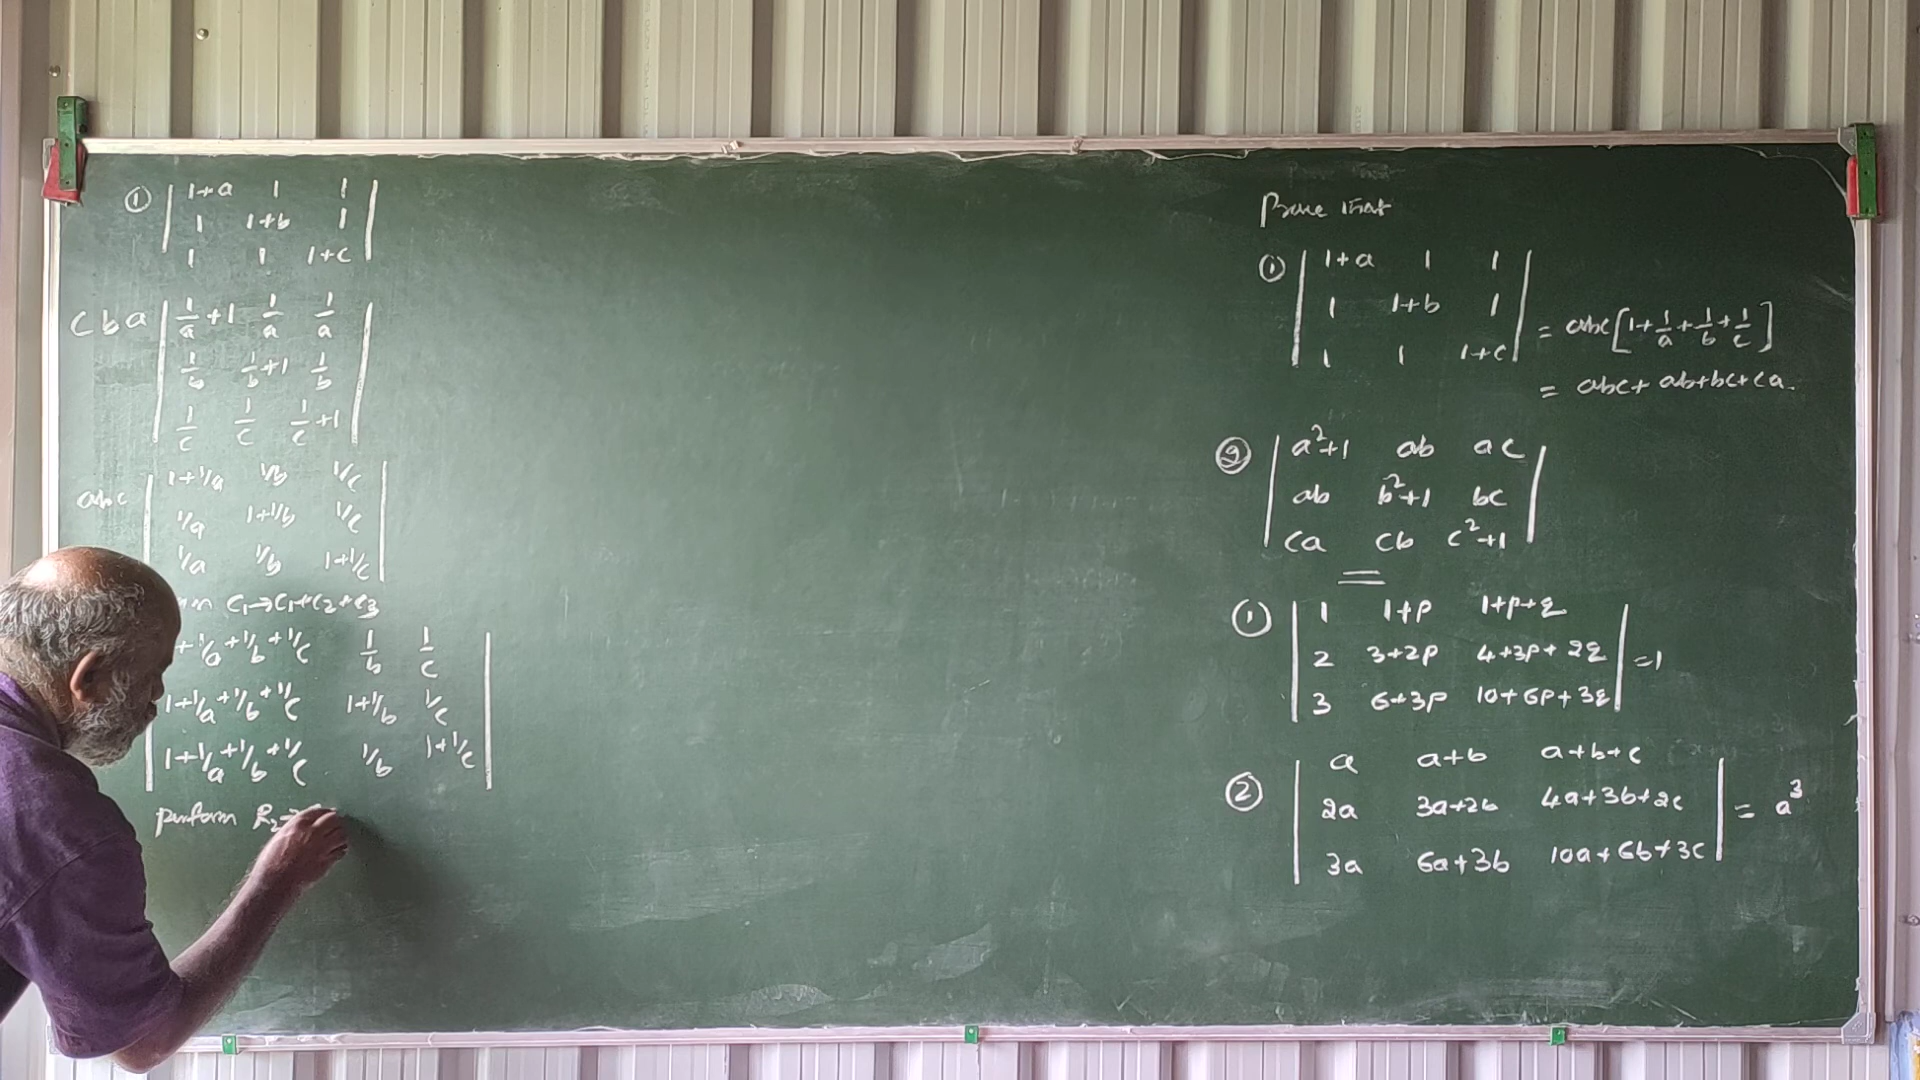 ① | 1+a 1 1 |
| 1 1+b 1 |
| 1 1 1+c |
c b a | 1/a+1 1/a 1/a |
| 1/b 1/b+1 1/b |
| 1/c 1/c 1/c+1 |
abc | 1+1/a 1/b 1/c |
| 1/a 1+1/b 1/c |
| 1/a 1/b 1+1/c |
C₁→C₁+C₂+C₃
+1/a+1/b+1/c 1/b 1/c |
1+1/a+1/b+1/c 1+1/b 1/c |
| 1+1/a+1/b+1/c 1/b 1+1/c |
perform R₂→
Prove that
① | 1+a 1 1 |
| 1 1+b 1 | = abc[1+1/a+1/b+1/c]
| 1 1 1+c |
= abc+ab+bc+ca.
② | a²+1 ab ac |
| ab b²+1 bc |
| ca cb c²+1 |
① | 1 1+p 1+p+q |
| 2 3+2p 4+3p+2q | =1
| 3 6+3p 10+6p+3q |
② | a a+b a+b+c |
| 2a 3a+2b 4a+3b+2c | = a³
| 3a 6a+3b 10a+6b+3c |